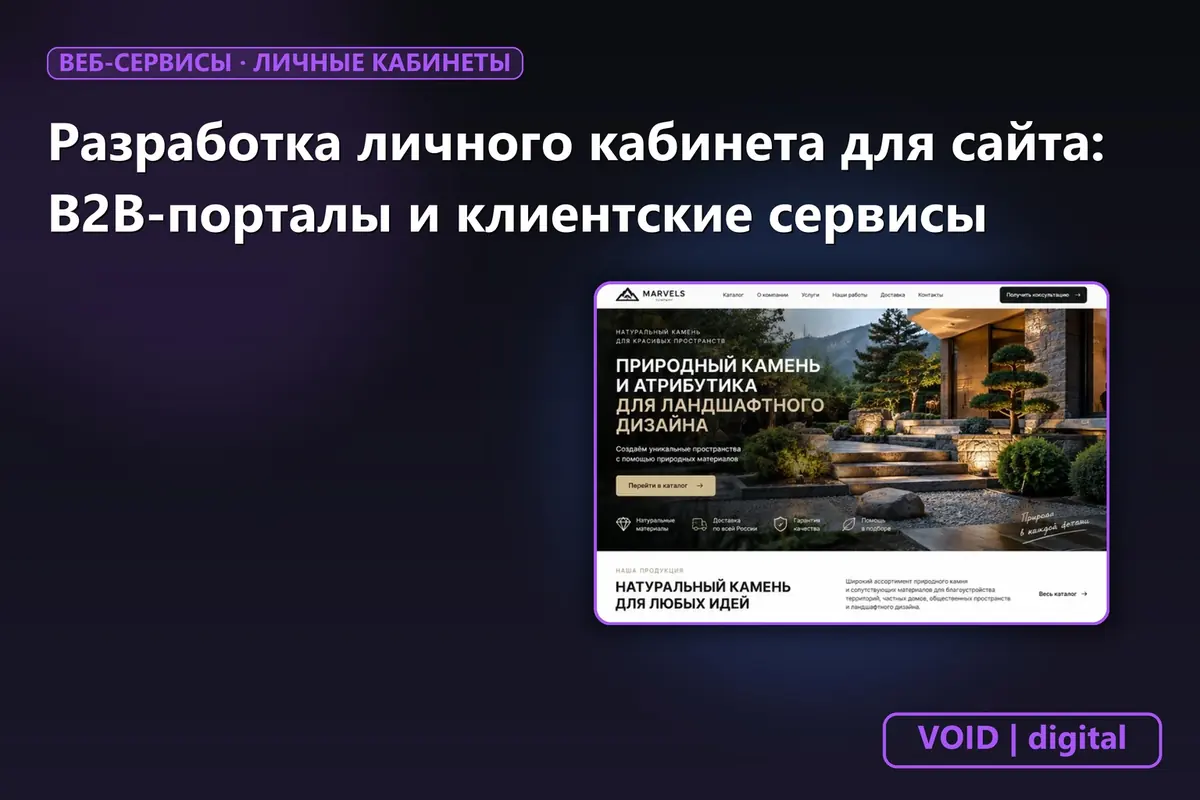 ВЕБ-СЕРВИСЫ · ЛИЧНЫЕ КАБИНЕТЫ
Разработка личного кабинета для сайта:
B2B-порталы и клиентские сервисы
MARVELS
COMPANY
Каталог О компании Услуги Наши работы Доставка Контакты
Получить консультацию →
НАТУРАЛЬНЫЙ КАМЕНЬ
ДЛЯ КРАСИВЫХ ПРОСТРАНСТВ
ПРИРОДНЫЙ КАМЕНЬ
И АТРИБУТИКА
ДЛЯ ЛАНДШАФТНОГО
ДИЗАЙНА
Создаём уникальные пространства
с помощью природных материалов
Перейти в каталог →
Натуральные
материалы
Доставка
по всей России
Гарантия
качества
Помощь
в подборе
Природа
в каждой детали
НАША ПРОДУКЦИЯ
НАТУРАЛЬНЫЙ КАМЕНЬ
ДЛЯ ЛЮБЫХ ИДЕЙ
Широкий ассортимент природного камня
и сопутствующих материалов для благоустройства
территорий, частных домов, общественных пространств
и ландшафтного дизайна.
Весь каталог →
VOID | digital